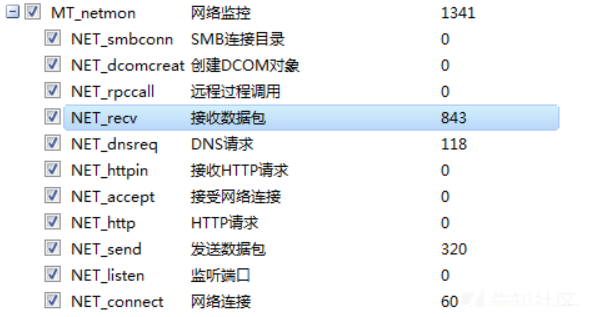 MT_netmon 网络监控 1341
NET_smbconn SMB连接目录 0
NET_dcomcreat 创建DCOM对象 0
NET_rpccall 远程过程调用 0
NET_recv 接收数据包 843
NET_dnsreq DNS请求 118
NET_httpin 接收HTTP请求 0
NET_accept 接受网络连接 0
NET_http HTTP请求 0
NET_send 发送数据包 320
NET_listen 监听端口 0
NET_connect 网络连接 60